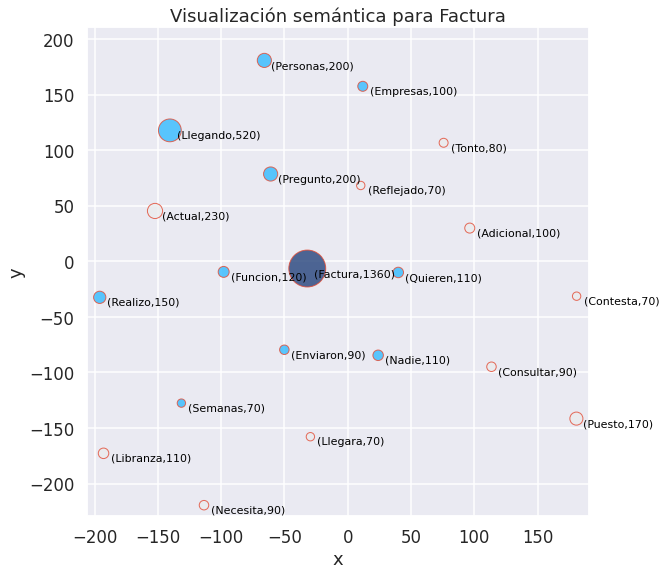 Visualización semántica para Factura
200
(Personas,200)
(Empresas,100)
150
(Llegando,520)
(Tonto,80)
100
(Pregunto,200)
(Reflejado,70)
50
(Actual,230)
(Adicional,100)
y
0
(Funcion,120)
(Factura,1360)
(Quieren,110)
(Realizo,150)
(Contesta,70)
−50
(Enviaron,90)
(Nadie,110)
−100
(Consultar,90)
(Semanas,70)
−150
(Puesto,170)
(Llegara,70)
(Libranza,110)
−200
(Necesita,90)
−200 −150 −100 −50 0 50 100 150
x